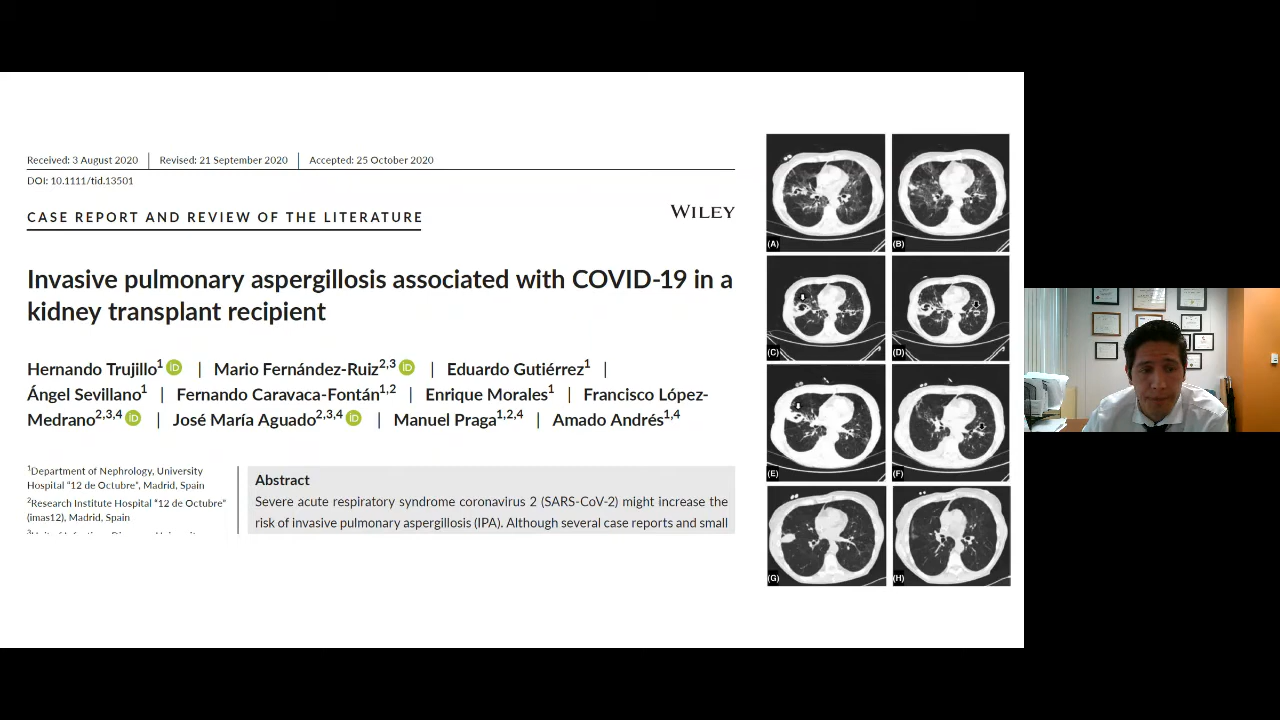 Received: 3 August 2020 | Revised: 21 September 2020 | Accepted: 25 October 2020
DOI: 10.1111/tid.13501
CASE REPORT AND REVIEW OF THE LITERATURE
WILEY
Invasive pulmonary aspergillosis associated with COVID-19 in a
kidney transplant recipient
Hernando Trujillo1 iD | Mario Fernández-Ruiz2,3 iD | Eduardo Gutiérrez1 |
Ángel Sevillano1 | Fernando Caravaca-Fontán1,2 | Enrique Morales1 | Francisco López-
Medrano2,3,4 iD | José María Aguado2,3,4 iD | Manuel Praga1,2,4 | Amado Andrés1,4
1Department of Nephrology, University
Hospital "12 de Octubre", Madrid, Spain
2Research Institute Hospital "12 de Octubre"
(imas12), Madrid, Spain
Abstract
Severe acute respiratory syndrome coronavirus 2 (SARS-CoV-2) might increase the
risk of invasive pulmonary aspergillosis (IPA). Although several case reports and small
(A) (B)
(C) (D)
(E) (F)
(G) (H)